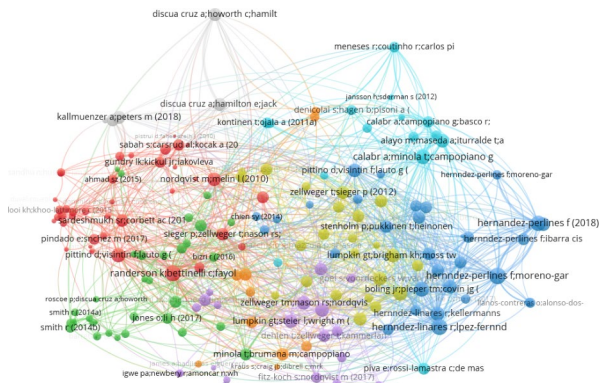 discua cruz a;howorth c;hamilt
meneses r;coutinho r;carlos pi
jansson h;sderman s (2012)
discua cruz a;hamilton e;jack
denicolai s;hagen b;pisoni a (
kallmuenzer a;peters m (2018)
kontinen t;ojala a (2011a)
calabr a;campopiano g;basco r;
sabah s;carsrud al;kocak a (20
alayo m;maseda a;iturralde t;a
gundry lk;kickul jr;iakovleva
calabr a;minola t;campopiano g
pittino d;visintin f;lauto g (
hernndez-perlines f;moreno-gar
ahmad sz (2015)
nordqvist m;melin l (2010)
zellweger t;sieger p (2012)
sardeshmukh sr;corbett ac (201
chien sy (2014)
hernandez-perlines f (2018)
stenholm p;pukkinen t;heinonen
pindado e;snchez m (2017)
sieger p;zellweger t;nason rs;
hernndez-perlines f;ibarra cis
pittino d;visintin f;lauto g (
bizri r (2016)
lumpkin gt;brigham kh;moss tw
randerson k;bettinelli c;fayol
hernndez-perlines f;moreno-gar
boling jr;pieper tm;covin jg (
roscoe p;discua cruz a;howorth
zellweger tm;nason rs;nordqvis
smith r (2014a)
hernndez-linares r;kellermanns
jones o;li h (2017)
lumpkin gt;steier l;wright m (
smith r (2014b)
hernndez-linares r;lpez-fernnd
minola t;brumana m;campopiano
piva e;rossi-lamastra c;de mas
igwe pa;newbery r;amoncar n;wh
kraus s;craig jb;dibrell c;mrk
fitz-koch s;nordqvist m (2017)